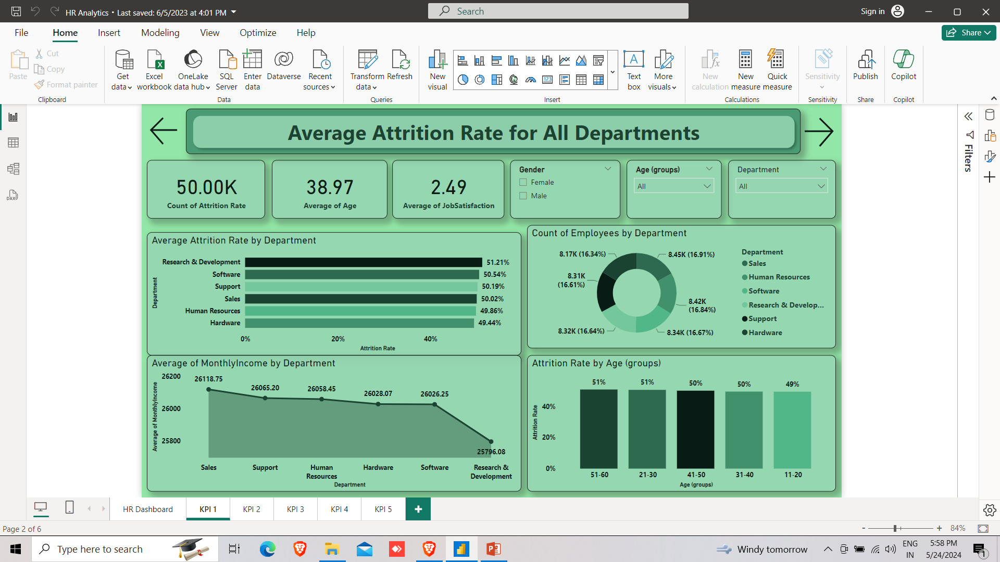 HR Analytics • Last saved: 6/5/2023 at 4:01 PM
Search
Sign in
File
Home
Insert
Modeling
View
Optimize
Help
Share
Paste
Cut
Copy
Format painter
Clipboard
Get data
Excel workbook
OneLake data hub
SQL Server
Enter data
Dataverse
Recent sources
Data
Transform data
Refresh
Queries
New visual
123
A
Text box
More visuals
Insert
New calculation
New measure
Quick measure
Calculations
Sensitivity
Sensitivity
Publish
Share
Copilot
Copilot
DAX
Filters
Average Attrition Rate for All Departments
50.00K
Count of Attrition Rate
38.97
Average of Age
2.49
Average of JobSatisfaction
Gender
Female
Male
Age (groups)
All
Department
All
Average Attrition Rate by Department
Department
Research & Development 51.21%
Software 50.54%
Support 50.19%
Sales 50.02%
Human Resources 49.86%
Hardware 49.44%
0% 20% 40%
Attrition Rate
Count of Employees by Department
8.17K (16.34%)
8.45K (16.91%)
8.31K
(16.61%)
8.42K
(16.84%)
8.32K (16.64%)
8.34K (16.67%)
Department
Sales
Human Resources
Software
Research & Develop...
Support
Hardware
Average of MonthlyIncome by Department
Average of MonthlyIncome
26200
26000
25800
26118.75
26065.20
26058.45
26028.07
26026.25
25796.08
Sales
Support
Human
Resources
Hardware
Software
Research &
Development
Department
Attrition Rate by Age (groups)
Attrition Rate
40%
20%
0%
51%
51%
50%
50%
49%
51-60
21-30
41-50
31-40
11-20
Age (groups)
HR Dashboard
KPI 1
KPI 2
KPI 3
KPI 4
KPI 5
+
Page 2 of 6
- + 84%
Type here to search
Windy tomorrow
ENG
IN
5:58 PM
5/24/2024
1